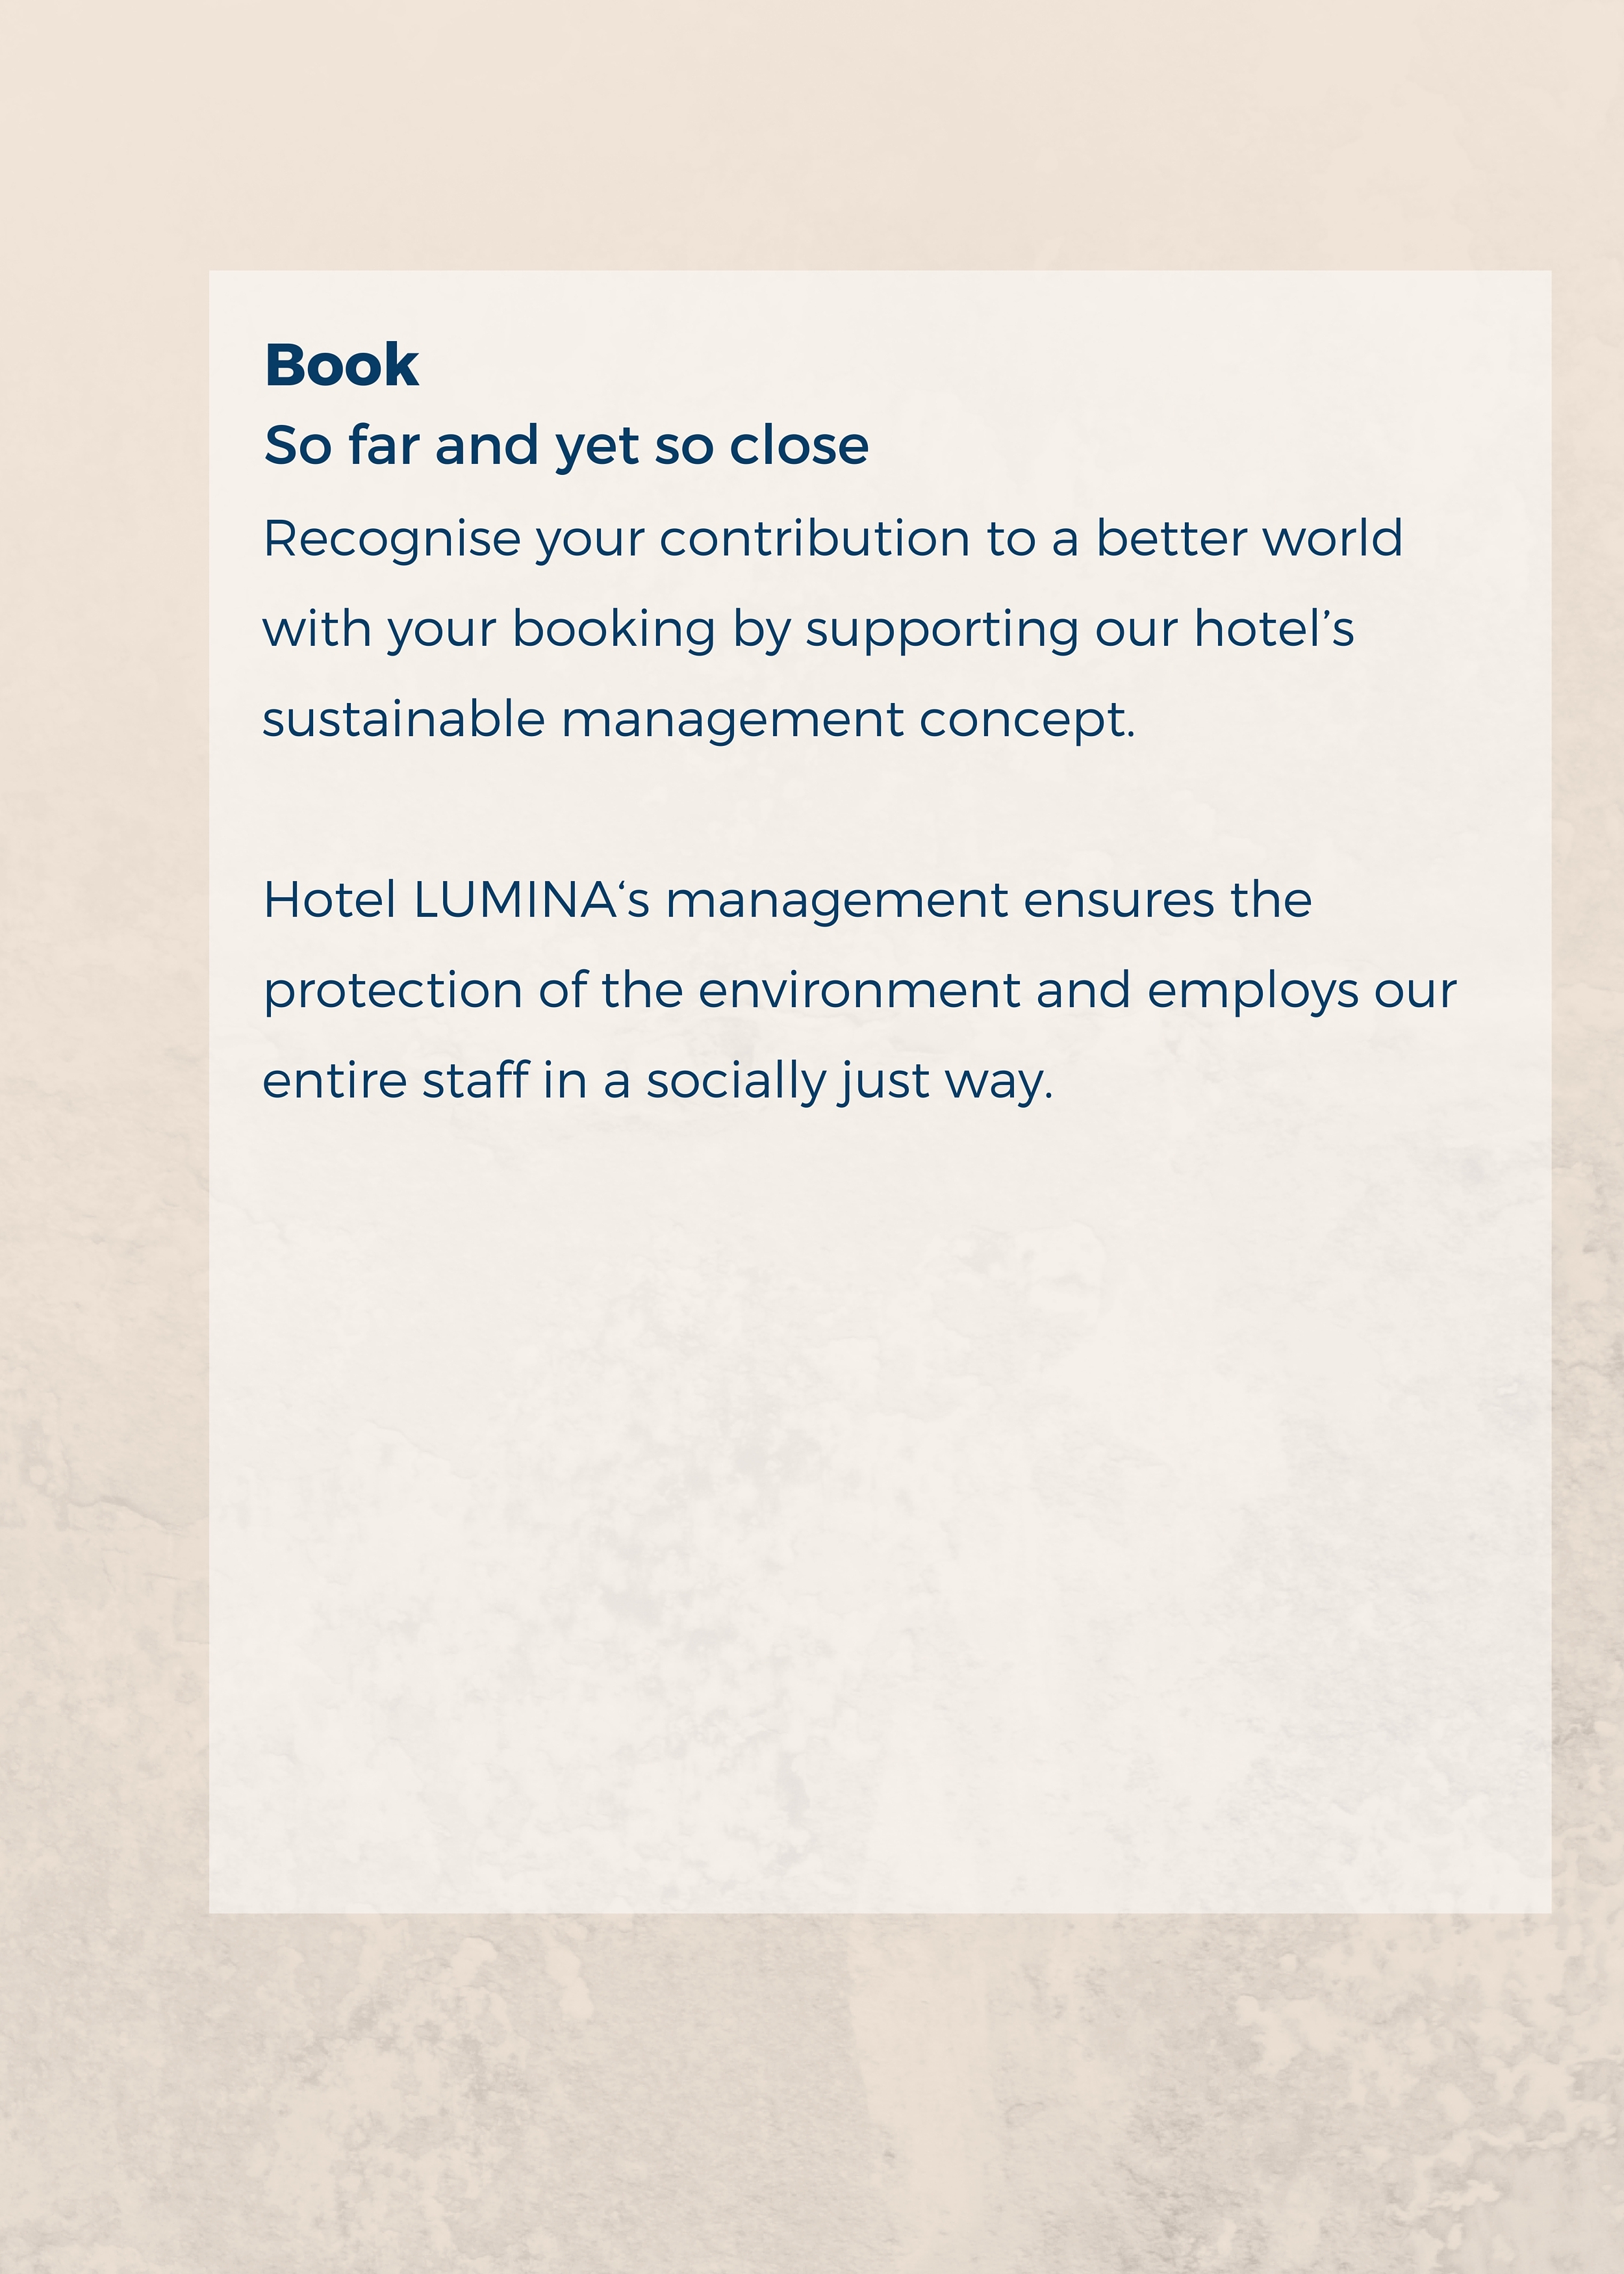 Book
So far and yet so close
Recognise your contribution to a better world
with your booking by supporting our hotel’s
sustainable management concept.
Hotel LUMINA‘s management ensures the
protection of the environment and employs our
entire staff in a socially just way.